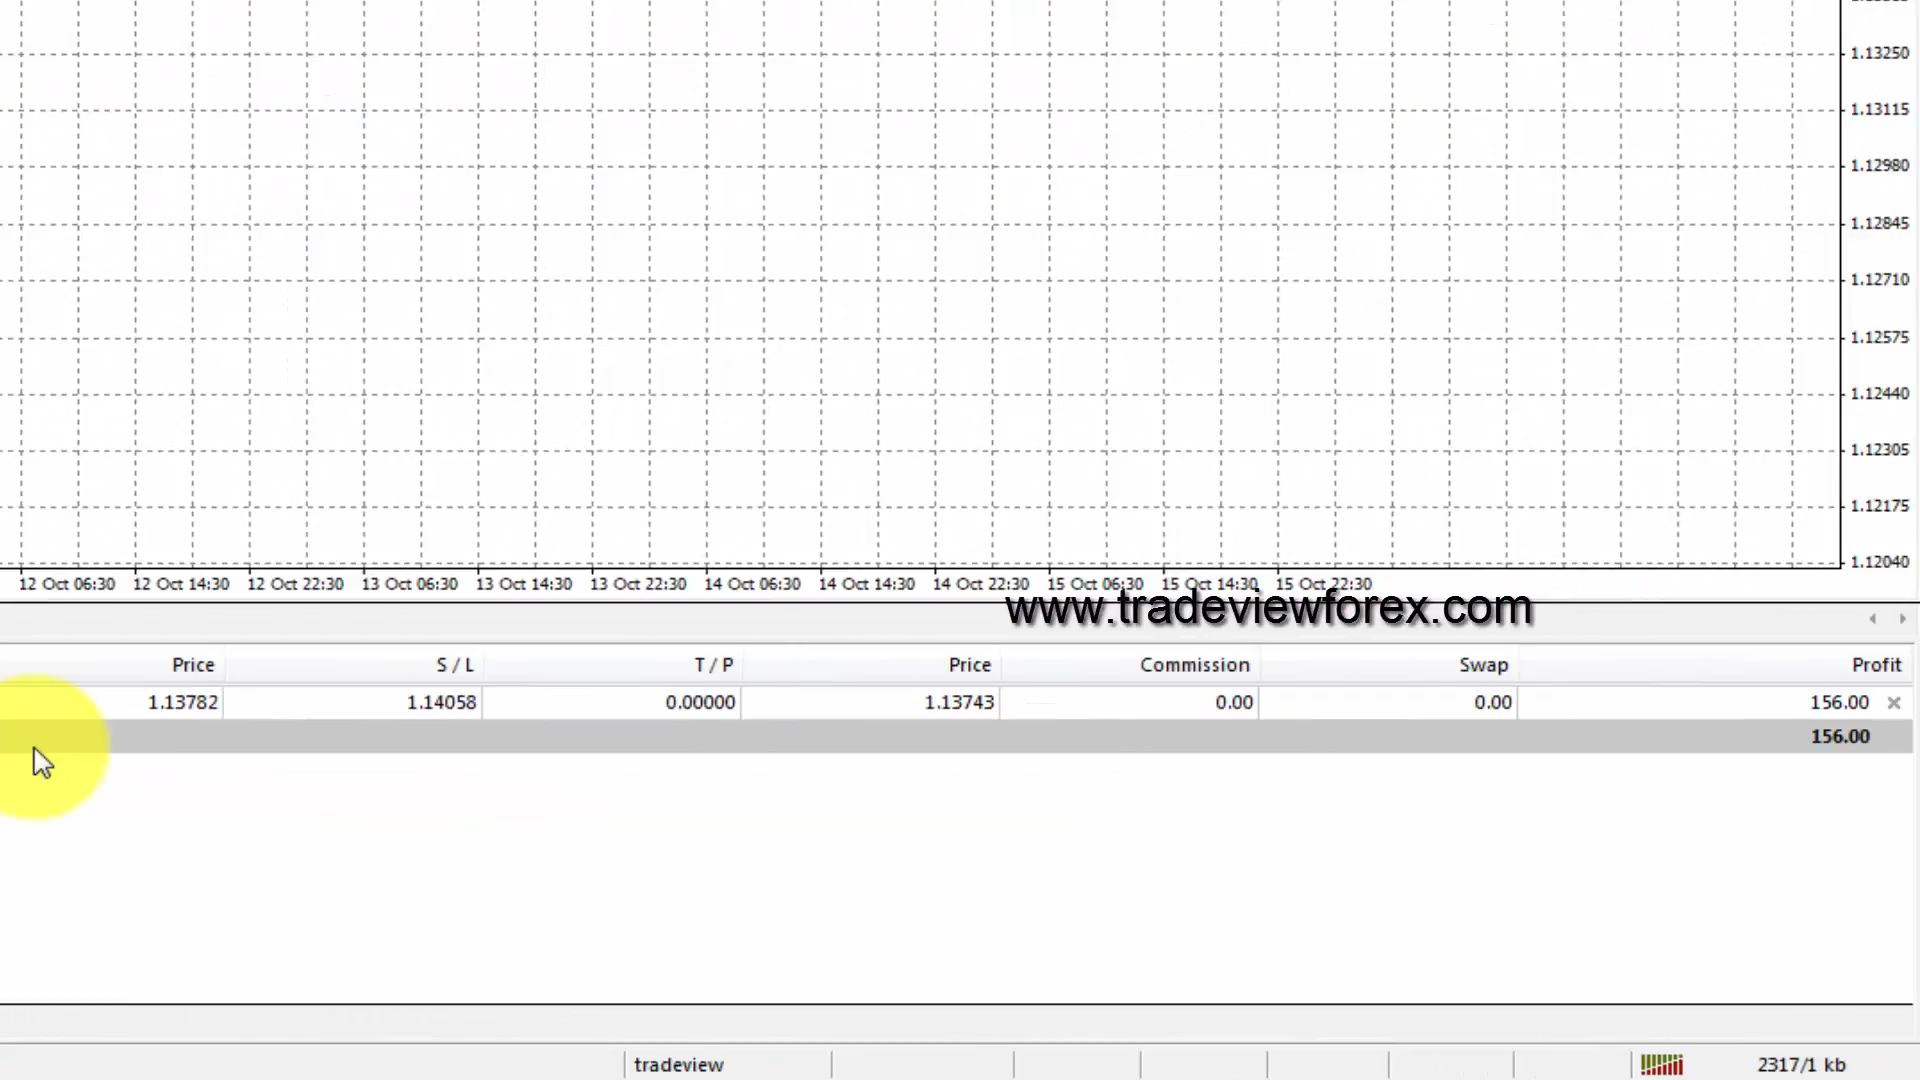 1.13250
1.13115
1.12980
1.12845
1.12710
1.12575
1.12440
1.12305
1.12175
1.12040
12 Oct 06:30 12 Oct 14:30 12 Oct 22:30 13 Oct 06:30 13 Oct 14:30 13 Oct 22:30 14 Oct 06:30 14 Oct 14:30 14 Oct 22:30 15 Oct 06:30 15 Oct 14:30 15 Oct 22:30
www.tradeviewforex.com
Price S / L T / P Price Commission Swap Profit
1.13782 1.14058 0.00000 1.13743 0.00 0.00 156.00
156.00
tradeview 2317/1 kb